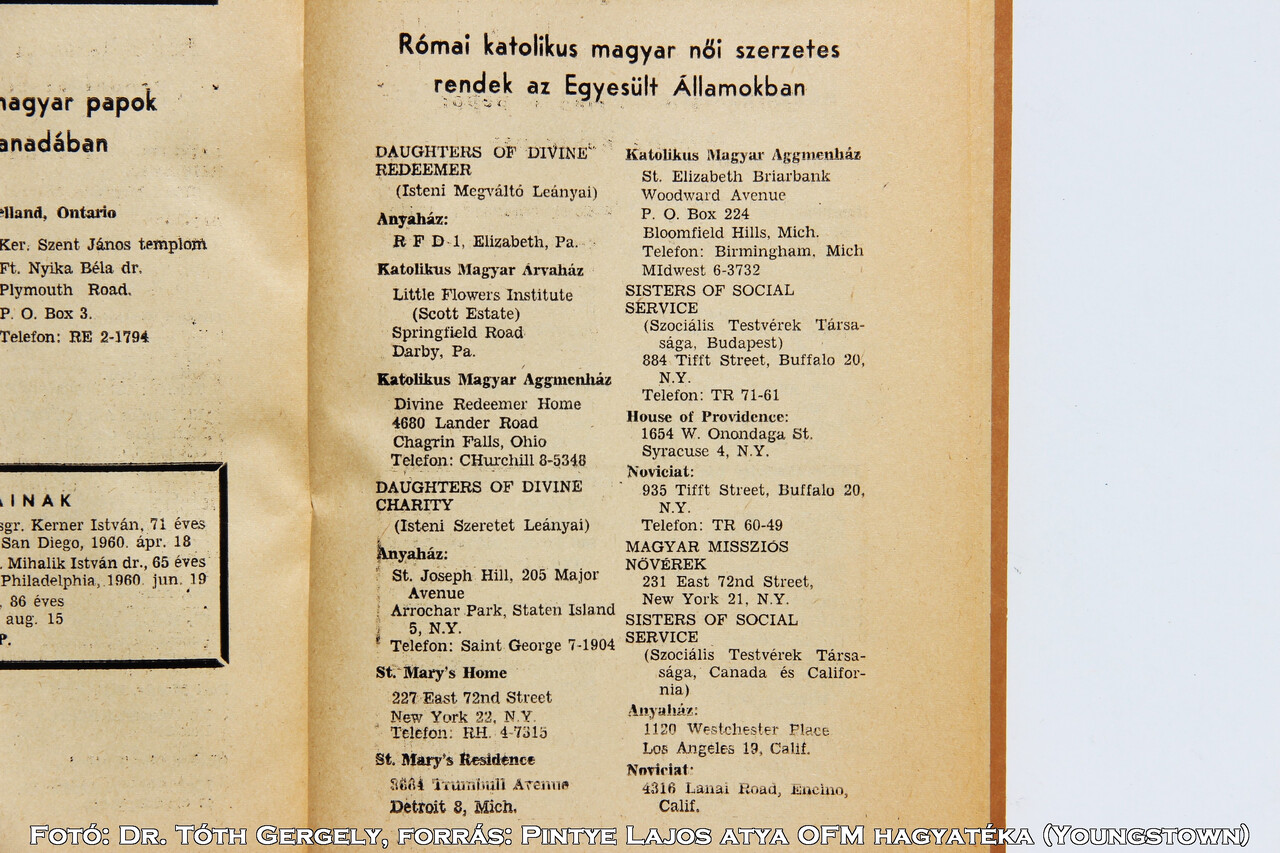 magyar papok
anadában
elland, Ontario
Ker. Szent János templom
Ft. Nyika Béla dr.
Plymouth Road.
P. O. Box 3.
Telefon: RE 2-1794
AINAK
sgr. Kerner István, 71 éves
San Diego, 1960. ápr. 18
. Mihalik István dr., 65 éves
Philadelphia, 1960. jun. 19
, 86 éves
aug. 15
P.
Római katolikus magyar női szerzetes
rendek az Egyesült Államokban
DAUGHTERS OF DIVINE
REDEEMER
(Isteni Megváltó Leányai)
Anyaház:
R F D 1, Elizabeth, Pa.
Katolikus Magyar Árvaház
Little Flowers Institute
(Scott Estate)
Springfield Road
Darby, Pa.
Katolikus Magyar Aggmenház
Divine Redeemer Home
4680 Lander Road
Chagrin Falls, Ohio
Telefon: CHurchill 8-5348
DAUGHTERS OF DIVINE
CHARITY
(Isteni Szeretet Leányai)
Anyaház:
St. Joseph Hill, 205 Major
Avenue
Arrochar Park, Staten Island
5, N.Y.
Telefon: Saint George 7-1904
St. Mary's Home
227 East 72nd Street
New York 22, N.Y.
Telefon: RH. 4-7315
St. Mary's Residence
Trumbull Avenue
Detroit 8, Mich.
Katolikus Magyar Aggmenház
St. Elizabeth Briarbank
Woodward Avenue
P. O. Box 224
Bloomfield Hills, Mich.
Telefon: Birmingham, Mich
MIdwest 6-3732
SISTERS OF SOCIAL
SERVICE
(Szociális Testvérek Társa-
sága, Budapest)
884 Tifft Street, Buffalo 20,
N.Y.
Telefon: TR 71-61
House of Providence:
1654 W. Onondaga St.
Syracuse 4, N.Y.
Noviciat:
935 Tifft Street, Buffalo 20,
N.Y.
Telefon: TR 60-49
MAGYAR MISSZIÓS
NŐVÉREK
231 East 72nd Street,
New York 21, N.Y.
SISTERS OF SOCIAL
SERVICE
(Szociális Testvérek Társa-
sága, Canada és Califor-
nia)
Anyaház:
1120 Westchester Place
Los Angeles 19, Calif.
Noviciat:
4316 Lanai Road, Encino,
Calif.
Fotó: Dr. Tóth Gergely, forrás: Pintye Lajos atya OFM hagyatéka (Youngstown)